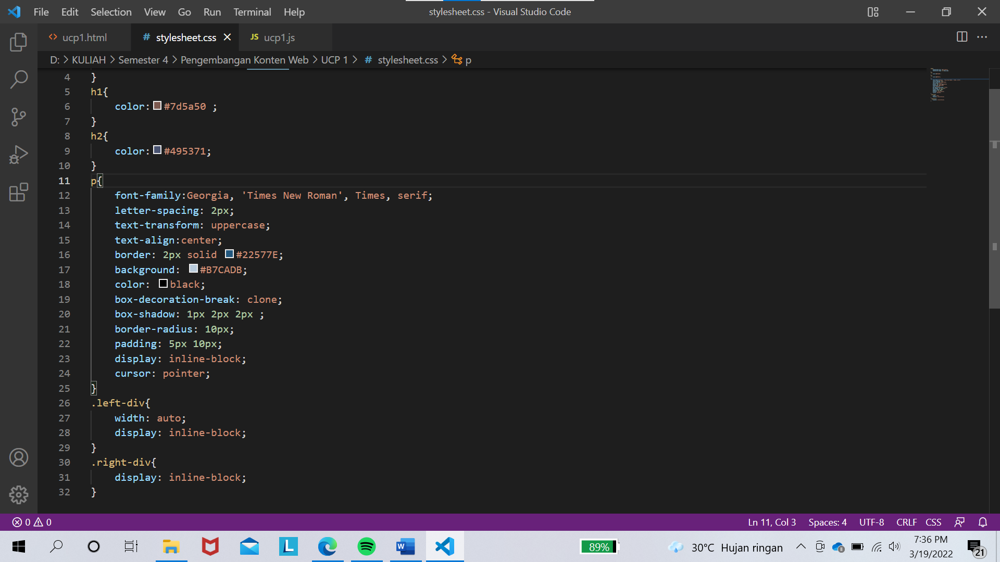 File Edit Selection View Go Run Terminal Help stylesheet.css - Visual Studio Code
<> ucp1.html # stylesheet.css JS ucp1.js
D: > KULIAH > Semester 4 > Pengembangan Konten Web > UCP 1 > # stylesheet.css > p
4 }
5 h1{
6 color: #7d5a50 ;
7 }
8 h2{
9 color: #495371;
10 }
11 p{
12 font-family:Georgia, 'Times New Roman', Times, serif;
13 letter-spacing: 2px;
14 text-transform: uppercase;
15 text-align:center;
16 border: 2px solid #22577E;
17 background: #B7CADB;
18 color: black;
19 box-decoration-break: clone;
20 box-shadow: 1px 2px 2px ;
21 border-radius: 10px;
22 padding: 5px 10px;
23 display: inline-block;
24 cursor: pointer;
25 }
26 .left-div{
27 width: auto;
28 display: inline-block;
29 }
30 .right-div{
31 display: inline-block;
32 }
0 0 Ln 11, Col 3 Spaces: 4 UTF-8 CRLF CSS
L W 89% 30°C Hujan ringan 7:36 PM
3/19/2022 21